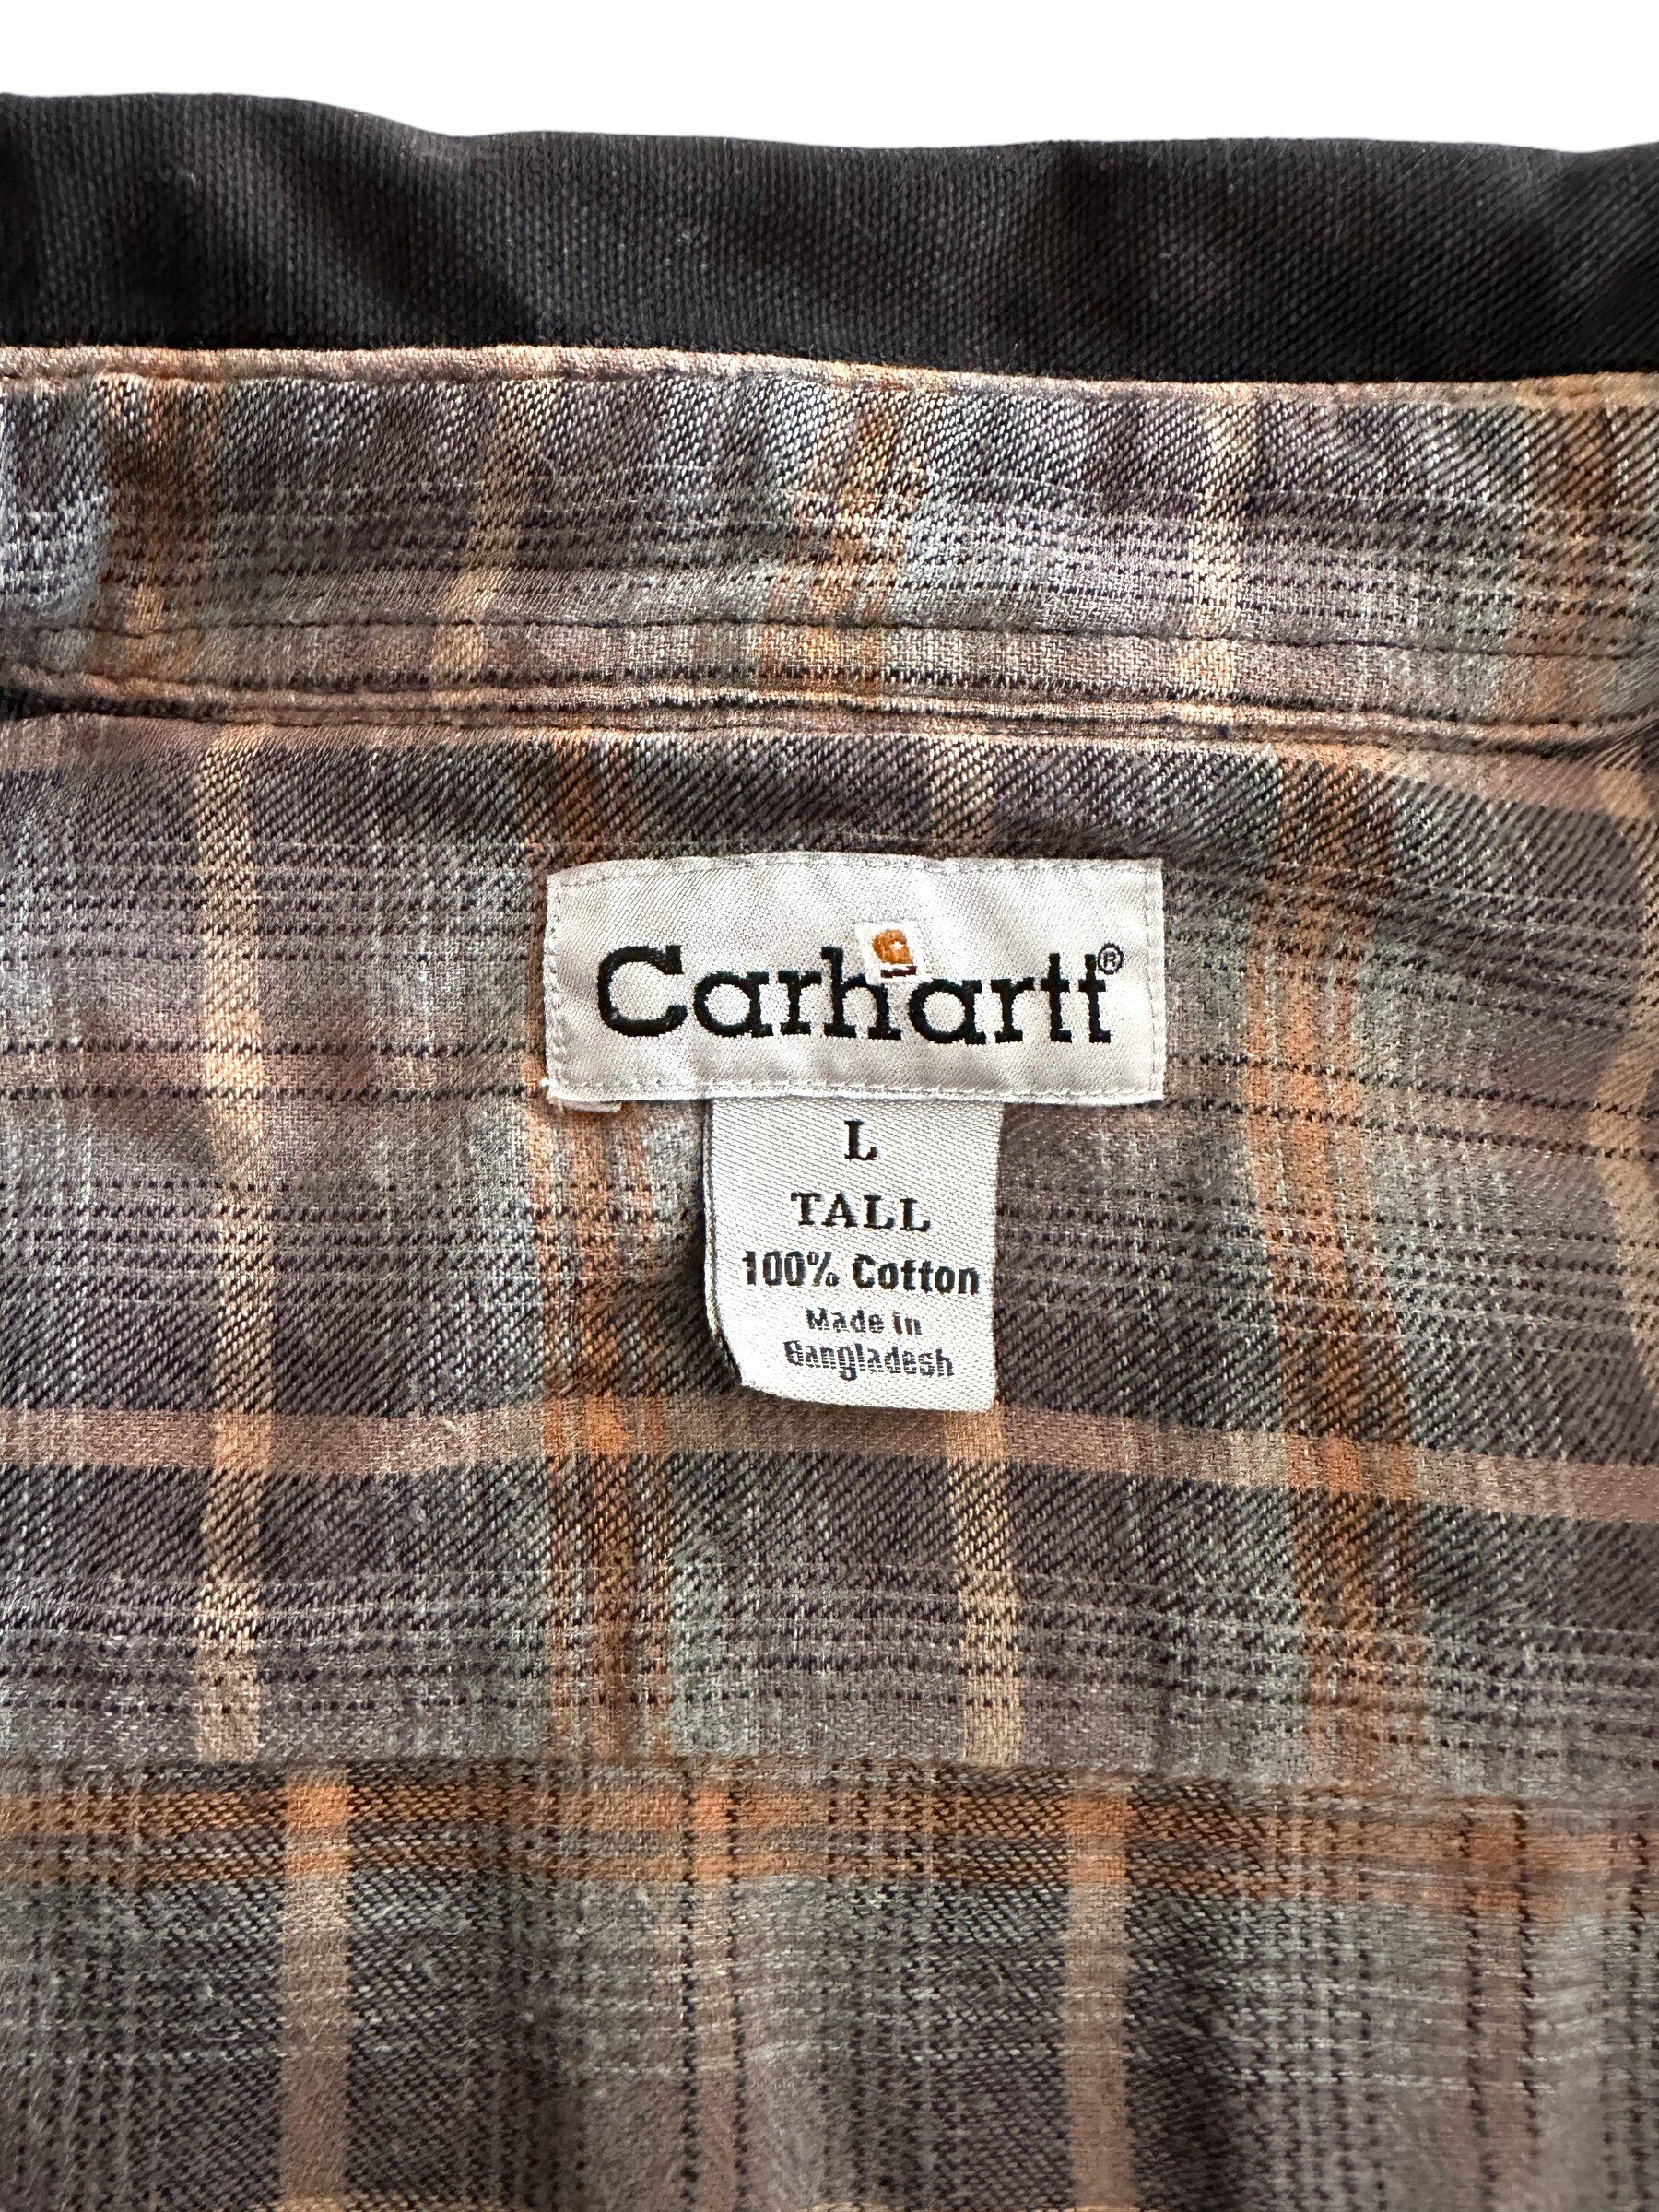 Carhartt®
L
TALL
100% Cotton
Made in
Bangladesh